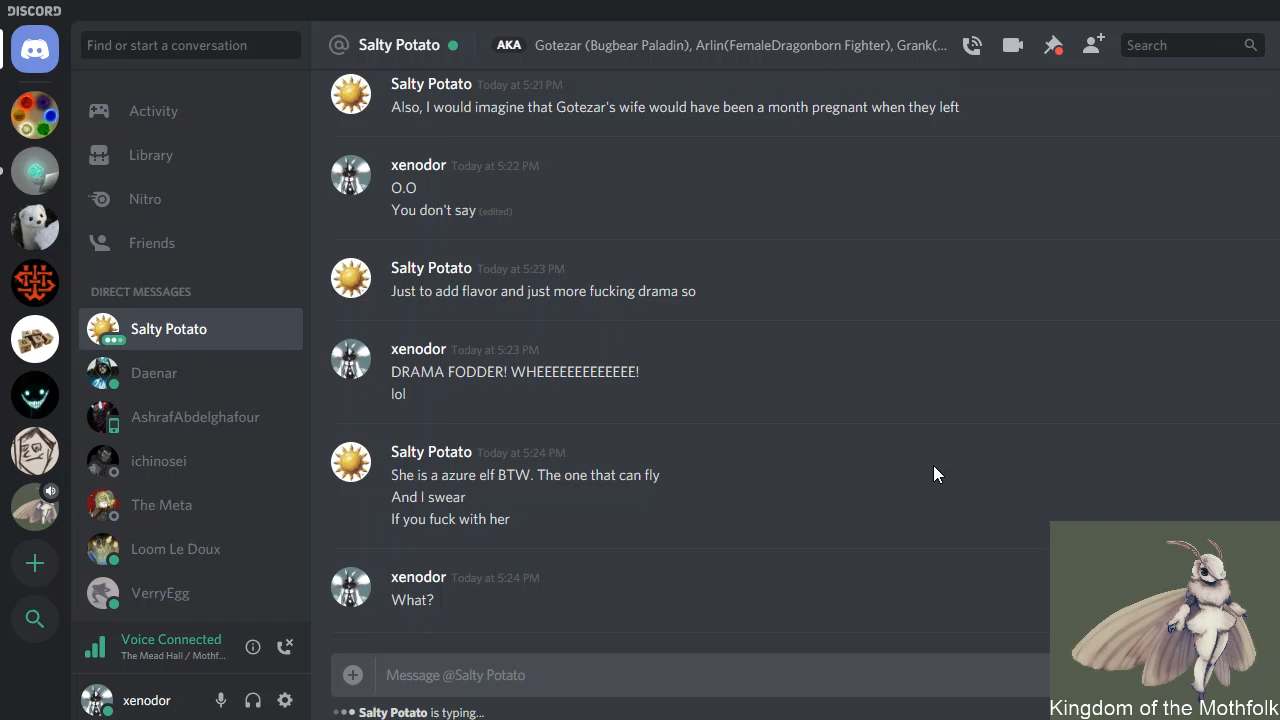 DISCORD
Find or start a conversation
Activity
Library
Nitro
Friends
DIRECT MESSAGES
Salty Potato
Daenar
AshrafAbdelghafour
ichinosei
The Meta
Loom Le Doux
VerryEgg
Voice Connected
The Mead Hall / Mothf...
xenodor
@ Salty Potato AKA Gotezar (Bugbear Paladin), Arlin(FemaleDragonborn Fighter), Grank(... Search
Salty Potato Today at 5:21 PM
Also, I would imagine that Gotezar's wife would have been a month pregnant when they left
xenodor Today at 5:22 PM
O.O
You don't say (edited)
Salty Potato Today at 5:23 PM
Just to add flavor and just more fucking drama so
xenodor Today at 5:23 PM
DRAMA FODDER! WHEEEEEEEEEEEEE!
lol
Salty Potato Today at 5:24 PM
She is a azure elf BTW. The one that can fly
And I swear
If you fuck with her
xenodor Today at 5:24 PM
What?
Message @Salty Potato
Salty Potato is typing...
Kingdom of the Mothfolk